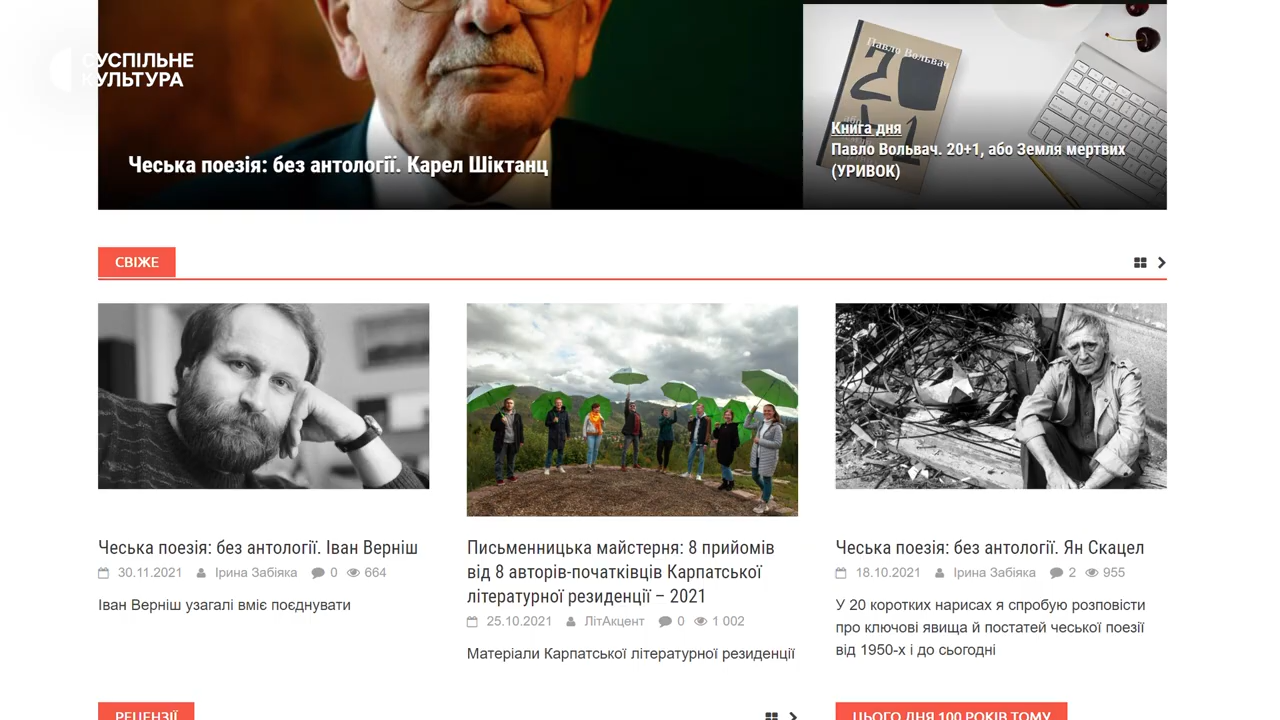 СУСПІЛЬНЕ
КУЛЬТУРА
Чеська поезія: без антології. Карел Шіктанц
Павло Вольвач
Книга дня
Павло Вольвач. 20+1, або Земля мертвих
(УРИВОК)
СВІЖЕ
Чеська поезія: без антології. Іван Верніш
30.11.2021 Ірина Забіяка 0 664
Іван Верніш узагалі вміє поєднувати
Письменницька майстерня: 8 прийомів
від 8 авторів-початківців Карпатської
літературної резиденції – 2021
25.10.2021 ЛітАкцент 0 1 002
Матеріали Карпатської літературної резиденції
Чеська поезія: без антології. Ян Скацел
18.10.2021 Ірина Забіяка 2 955
У 20 коротких нарисах я спробую розповісти
про ключові явища й постатей чеської поезії
від 1950-х і до сьогодні
РЕЦЕНЗІЇ
ЦЬОГО ДНЯ 100 РОКІВ ТОМУ